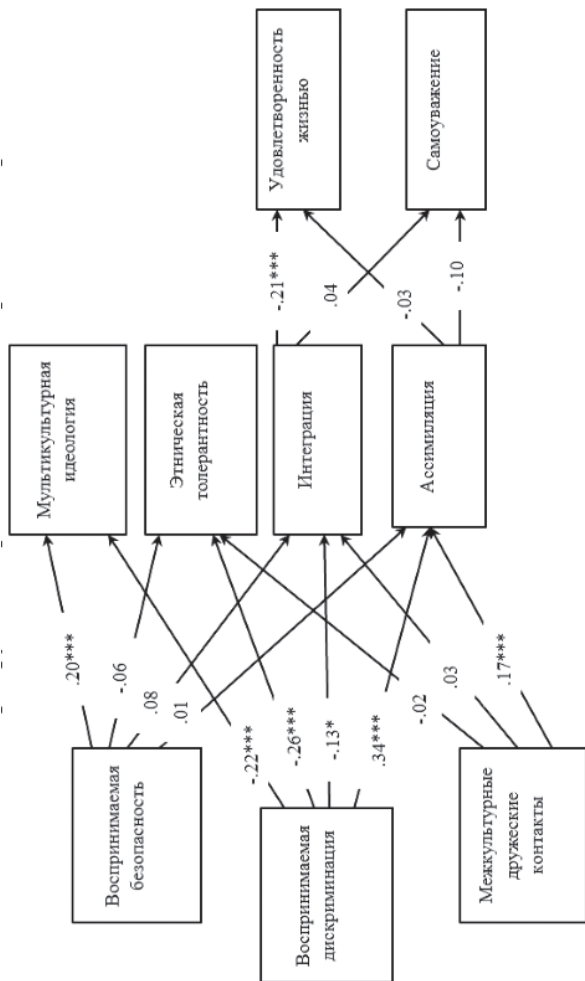 Воспринимаемая
безопасность
Воспринимаемая
дискриминация
Межкультурные
дружеские
контакты
.20***
-.06
.08
.01
-.22***
-.26***
-.13*
.34***
-.02
.03
.17***
Мультикультурная
идеология
Этническая
толерантность
Интеграция
Ассимиляция
-.21***
.04
-.03
-.10
Удовлетворенность
жизнью
Самоуважение